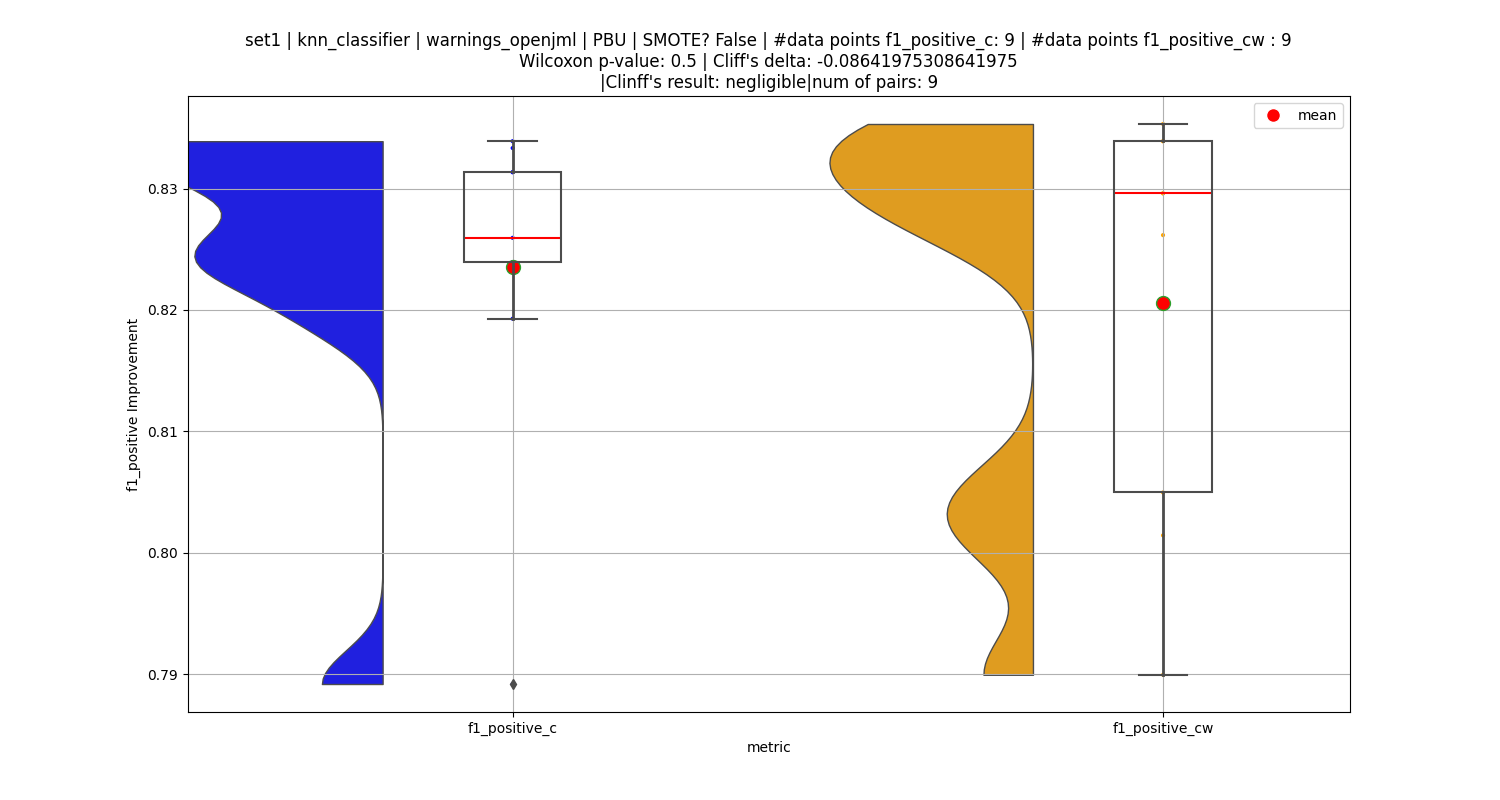 set1 | knn_classifier | warnings_openjml | PBU | SMOTE? False | #data points f1_positive_c: 9 | #data points f1_positive_cw : 9
Wilcoxon p-value: 0.5 | Cliff's delta: -0.08641975308641975
|Clinff's result: negligible|num of pairs: 9
mean
0.83
0.82
0.81
0.80
0.79
f1_positive Improvement
f1_positive_c
f1_positive_cw
metric